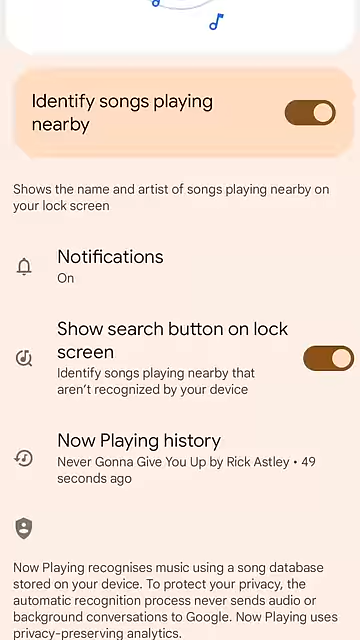 Identify songs playing
nearby
Shows the name and artist of songs playing nearby on
your lock screen
Notifications
On
Show search button on lock
screen
Identify songs playing nearby that
aren't recognized by your device
Now Playing history
Never Gonna Give You Up by Rick Astley • 49
seconds ago
Now Playing recognises music using a song database
stored on your device. To protect your privacy, the
automatic recognition process never sends audio or
background conversations to Google. Now Playing uses
privacy-preserving analytics.